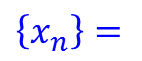 {xₙ} =